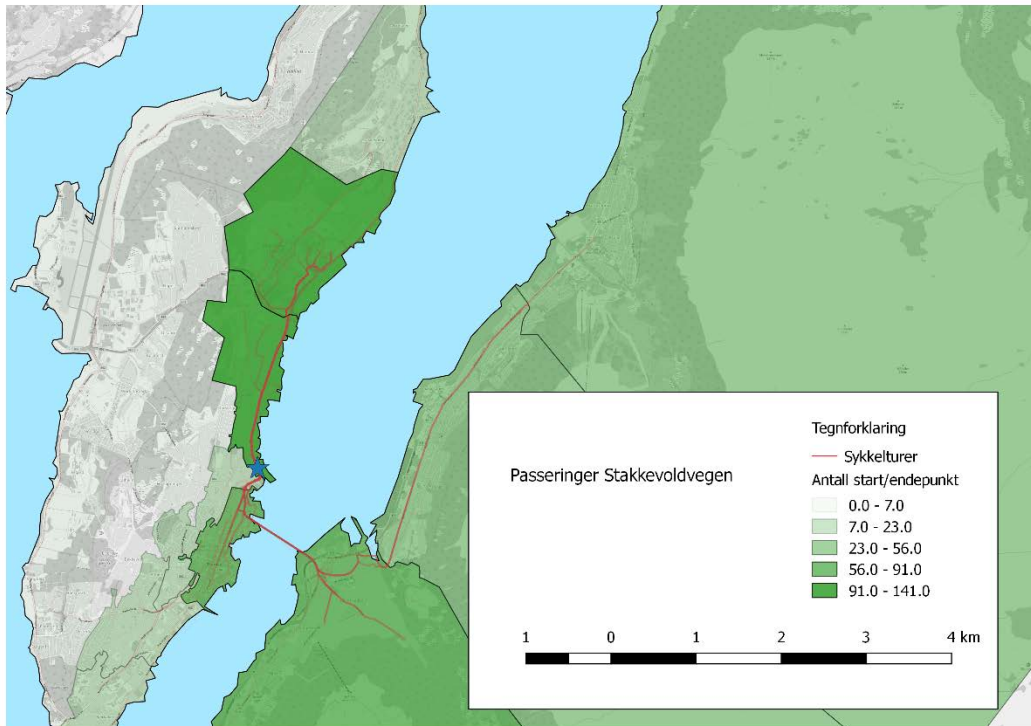 Passeringer Stakkevoldvegen
Tegnforklaring
Sykkelturer
Antall start/endepunkt
0.0 - 7.0
7.0 - 23.0
23.0 - 56.0
56.0 - 91.0
91.0 - 141.0
1 0 1 2 3 4 km